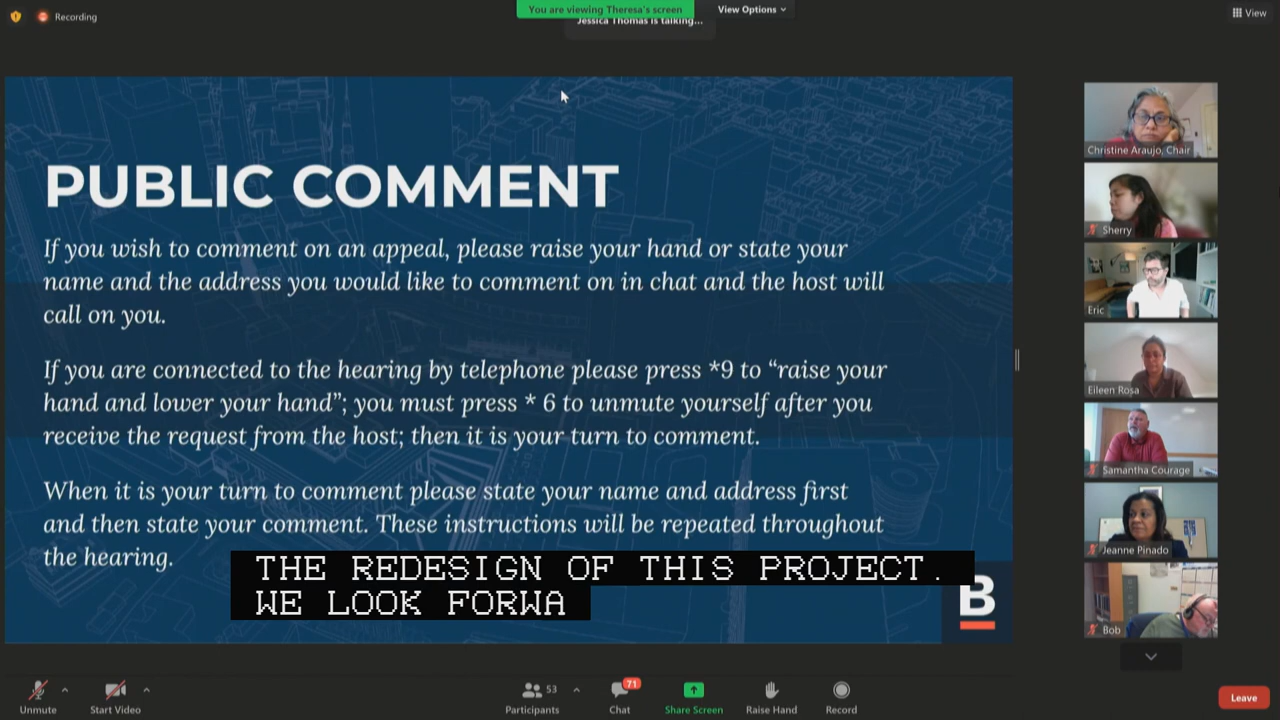 You are viewing Theresa's screen
View Options
Recording
View
Jessica Thomas is talking...
PUBLIC COMMENT
If you wish to comment on an appeal, please raise your hand or state your
name and the address you would like to comment on in chat and the host will
call on you.
If you are connected to the hearing by telephone please press *9 to “raise your
hand and lower your hand”; you must press * 6 to unmute yourself after you
receive the request from the host; then it is your turn to comment.
When it is your turn to comment please state your name and address first
and then state your comment. These instructions will be repeated throughout
the hearing.
THE REDESIGN OF THIS PROJECT.
WE LOOK FORWA
B
Christine Araujo, Chair
Sherry
Eric
Eileen Rosa
Samantha Courage
Jeanne Pinado
Bob
Unmute
Start Video
53
Participants
71
Chat
Share Screen
Raise Hand
Record
Leave